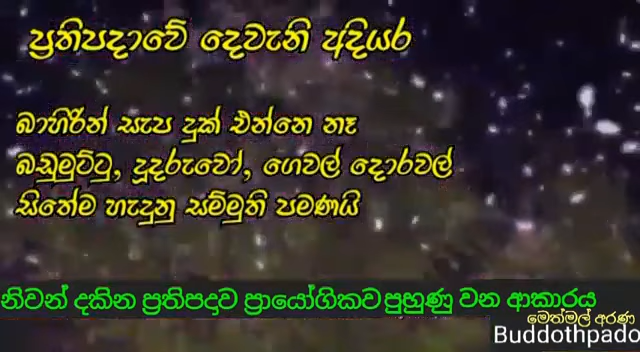 ප්‍රතිපදාවේ දෙවැනි අදියර
බාහිරින් සැප දුක් එන්නෙ නෑ
බඩුමුට්ටු, දූදරුවෝ, ගෙවල් දොරවල්
සිතේම හැදුනු සම්මුති පමණයි
නිවන් දකින ප්‍රතිපදාව ප්‍රායෝගිකව පුහුණු වන ආකාරය
මෙත්මල් අරණ
Buddothpado